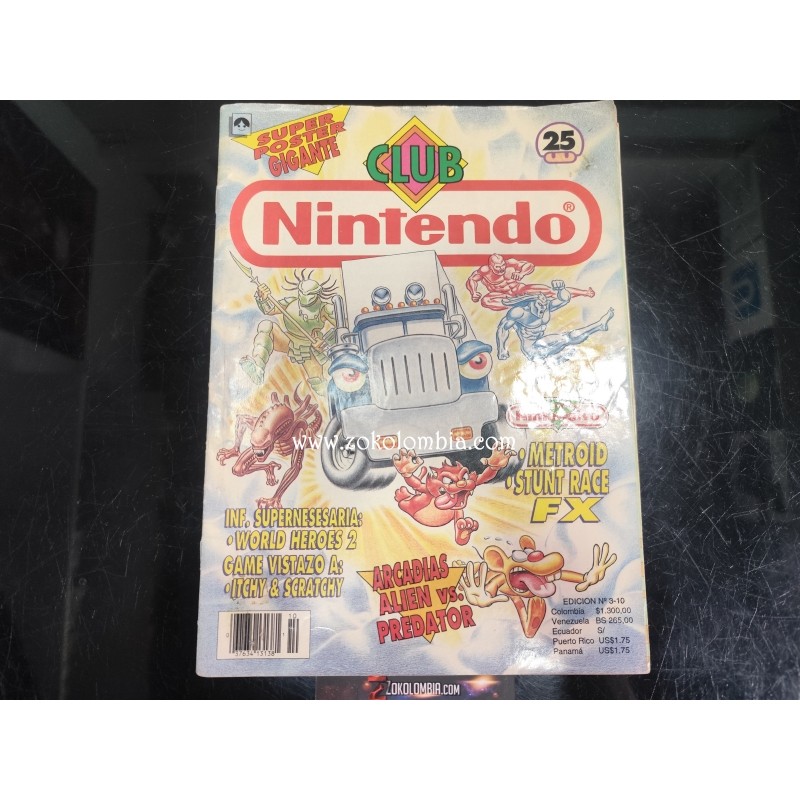 SUPER
POSTER
GIGANTE
CLUB
25
Nintendo®
www.zokolombia.com
• METROID
• STUNT RACE
FX
INF. SUPERNESESARIA:
• WORLD HEROES 2
GAME VISTAZO A:
• ITCHY & SCRATCHY
ARCADIAS
ALIEN vs.
PREDATOR
EDICION Nº 3-10
Colombia $1.300,00
Venezuela BS 265,00
Ecuador S/
Puerto Rico US$1.75
Panamá US$1.75
10
ZOKOLOMBIA.COM